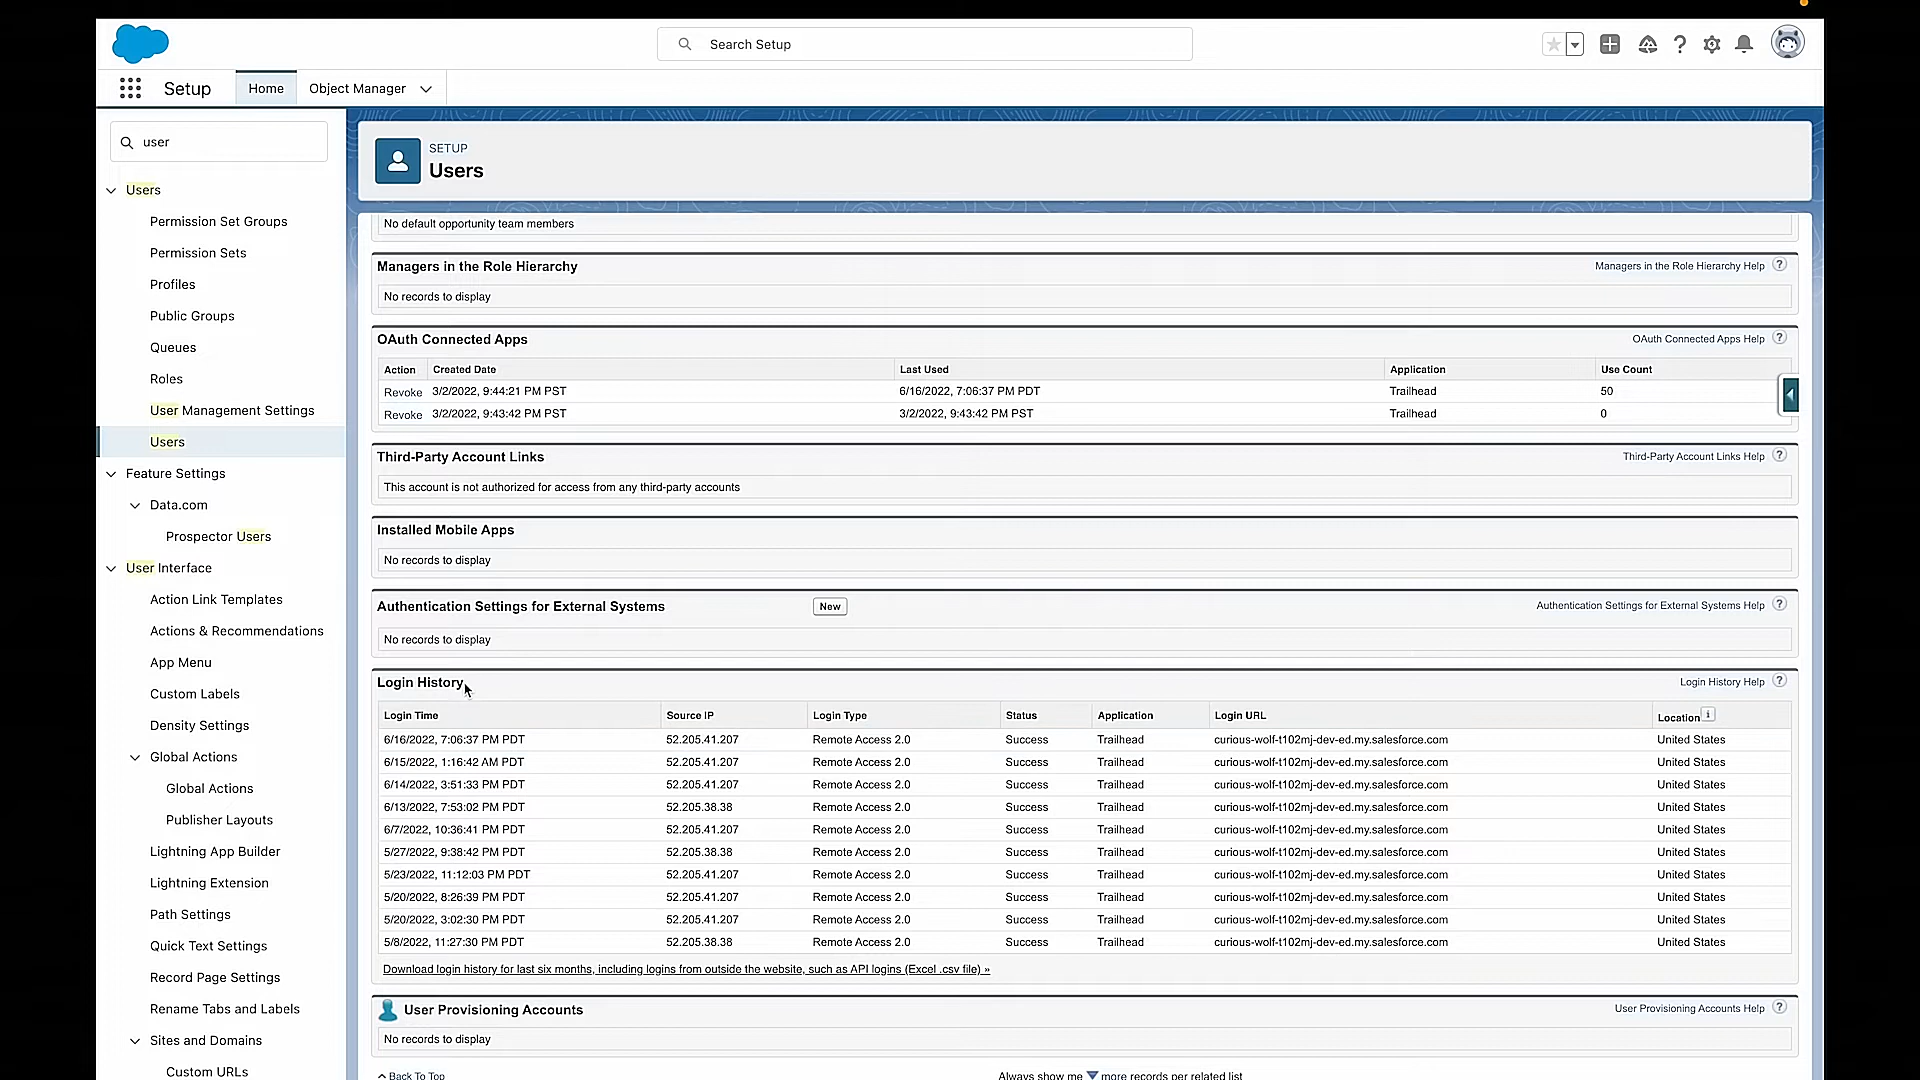 Search Setup
Setup
Home
Object Manager
user
Users
Permission Set Groups
Permission Sets
Profiles
Public Groups
Queues
Roles
User Management Settings
Users
Feature Settings
Data.com
Prospector Users
User Interface
Action Link Templates
Actions & Recommendations
App Menu
Custom Labels
Density Settings
Global Actions
Global Actions
Publisher Layouts
Lightning App Builder
Lightning Extension
Path Settings
Quick Text Settings
Record Page Settings
Rename Tabs and Labels
Sites and Domains
Custom URLs
SETUP
Users
No default opportunity team members
Managers in the Role Hierarchy
Managers in the Role Hierarchy Help ?
No records to display
OAuth Connected Apps
OAuth Connected Apps Help ?
Action Created Date Last Used Application Use Count
Revoke 3/2/2022, 9:44:21 PM PST 6/16/2022, 7:06:37 PM PDT Trailhead 50
Revoke 3/2/2022, 9:43:42 PM PST 3/2/2022, 9:43:42 PM PST Trailhead 0
Third-Party Account Links
Third-Party Account Links Help ?
This account is not authorized for access from any third-party accounts
Installed Mobile Apps
No records to display
Authentication Settings for External Systems
New
Authentication Settings for External Systems Help ?
No records to display
Login History
Login History Help ?
Login Time Source IP Login Type Status Application Login URL Location i
6/16/2022, 7:06:37 PM PDT 52.205.41.207 Remote Access 2.0 Success Trailhead curious-wolf-t102mj-dev-ed.my.salesforce.com United States
6/15/2022, 1:16:42 AM PDT 52.205.41.207 Remote Access 2.0 Success Trailhead curious-wolf-t102mj-dev-ed.my.salesforce.com United States
6/14/2022, 3:51:33 PM PDT 52.205.41.207 Remote Access 2.0 Success Trailhead curious-wolf-t102mj-dev-ed.my.salesforce.com United States
6/13/2022, 7:53:02 PM PDT 52.205.38.38 Remote Access 2.0 Success Trailhead curious-wolf-t102mj-dev-ed.my.salesforce.com United States
6/7/2022, 10:36:41 PM PDT 52.205.41.207 Remote Access 2.0 Success Trailhead curious-wolf-t102mj-dev-ed.my.salesforce.com United States
5/27/2022, 9:38:42 PM PDT 52.205.38.38 Remote Access 2.0 Success Trailhead curious-wolf-t102mj-dev-ed.my.salesforce.com United States
5/23/2022, 11:12:03 PM PDT 52.205.41.207 Remote Access 2.0 Success Trailhead curious-wolf-t102mj-dev-ed.my.salesforce.com United States
5/20/2022, 8:26:39 PM PDT 52.205.41.207 Remote Access 2.0 Success Trailhead curious-wolf-t102mj-dev-ed.my.salesforce.com United States
5/20/2022, 3:02:30 PM PDT 52.205.41.207 Remote Access 2.0 Success Trailhead curious-wolf-t102mj-dev-ed.my.salesforce.com United States
5/8/2022, 11:27:30 PM PDT 52.205.38.38 Remote Access 2.0 Success Trailhead curious-wolf-t102mj-dev-ed.my.salesforce.com United States
Download login history for last six months, including logins from outside the website, such as API logins (Excel .csv file) »
User Provisioning Accounts
User Provisioning Accounts Help ?
No records to display
Back To Top
Always show me more records per related list